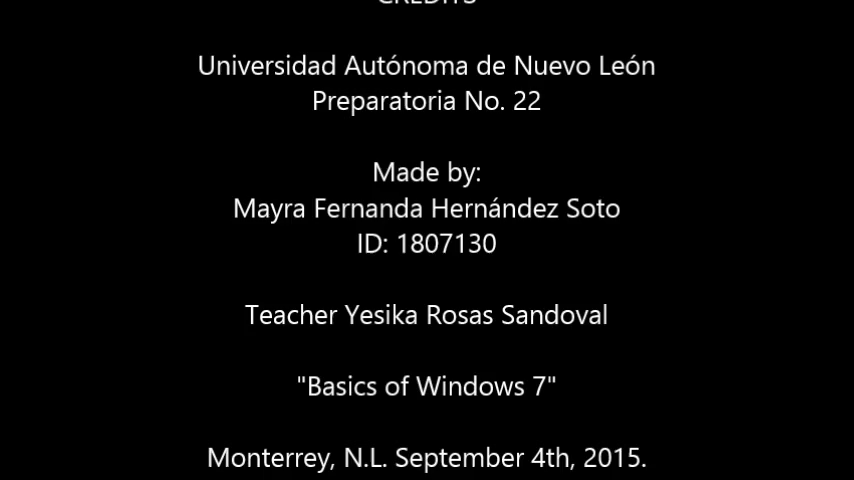 CREDITS
Universidad Autónoma de Nuevo León
Preparatoria No. 22
Made by:
Mayra Fernanda Hernández Soto
ID: 1807130
Teacher Yesika Rosas Sandoval
"Basics of Windows 7"
Monterrey, N.L. September 4th, 2015.